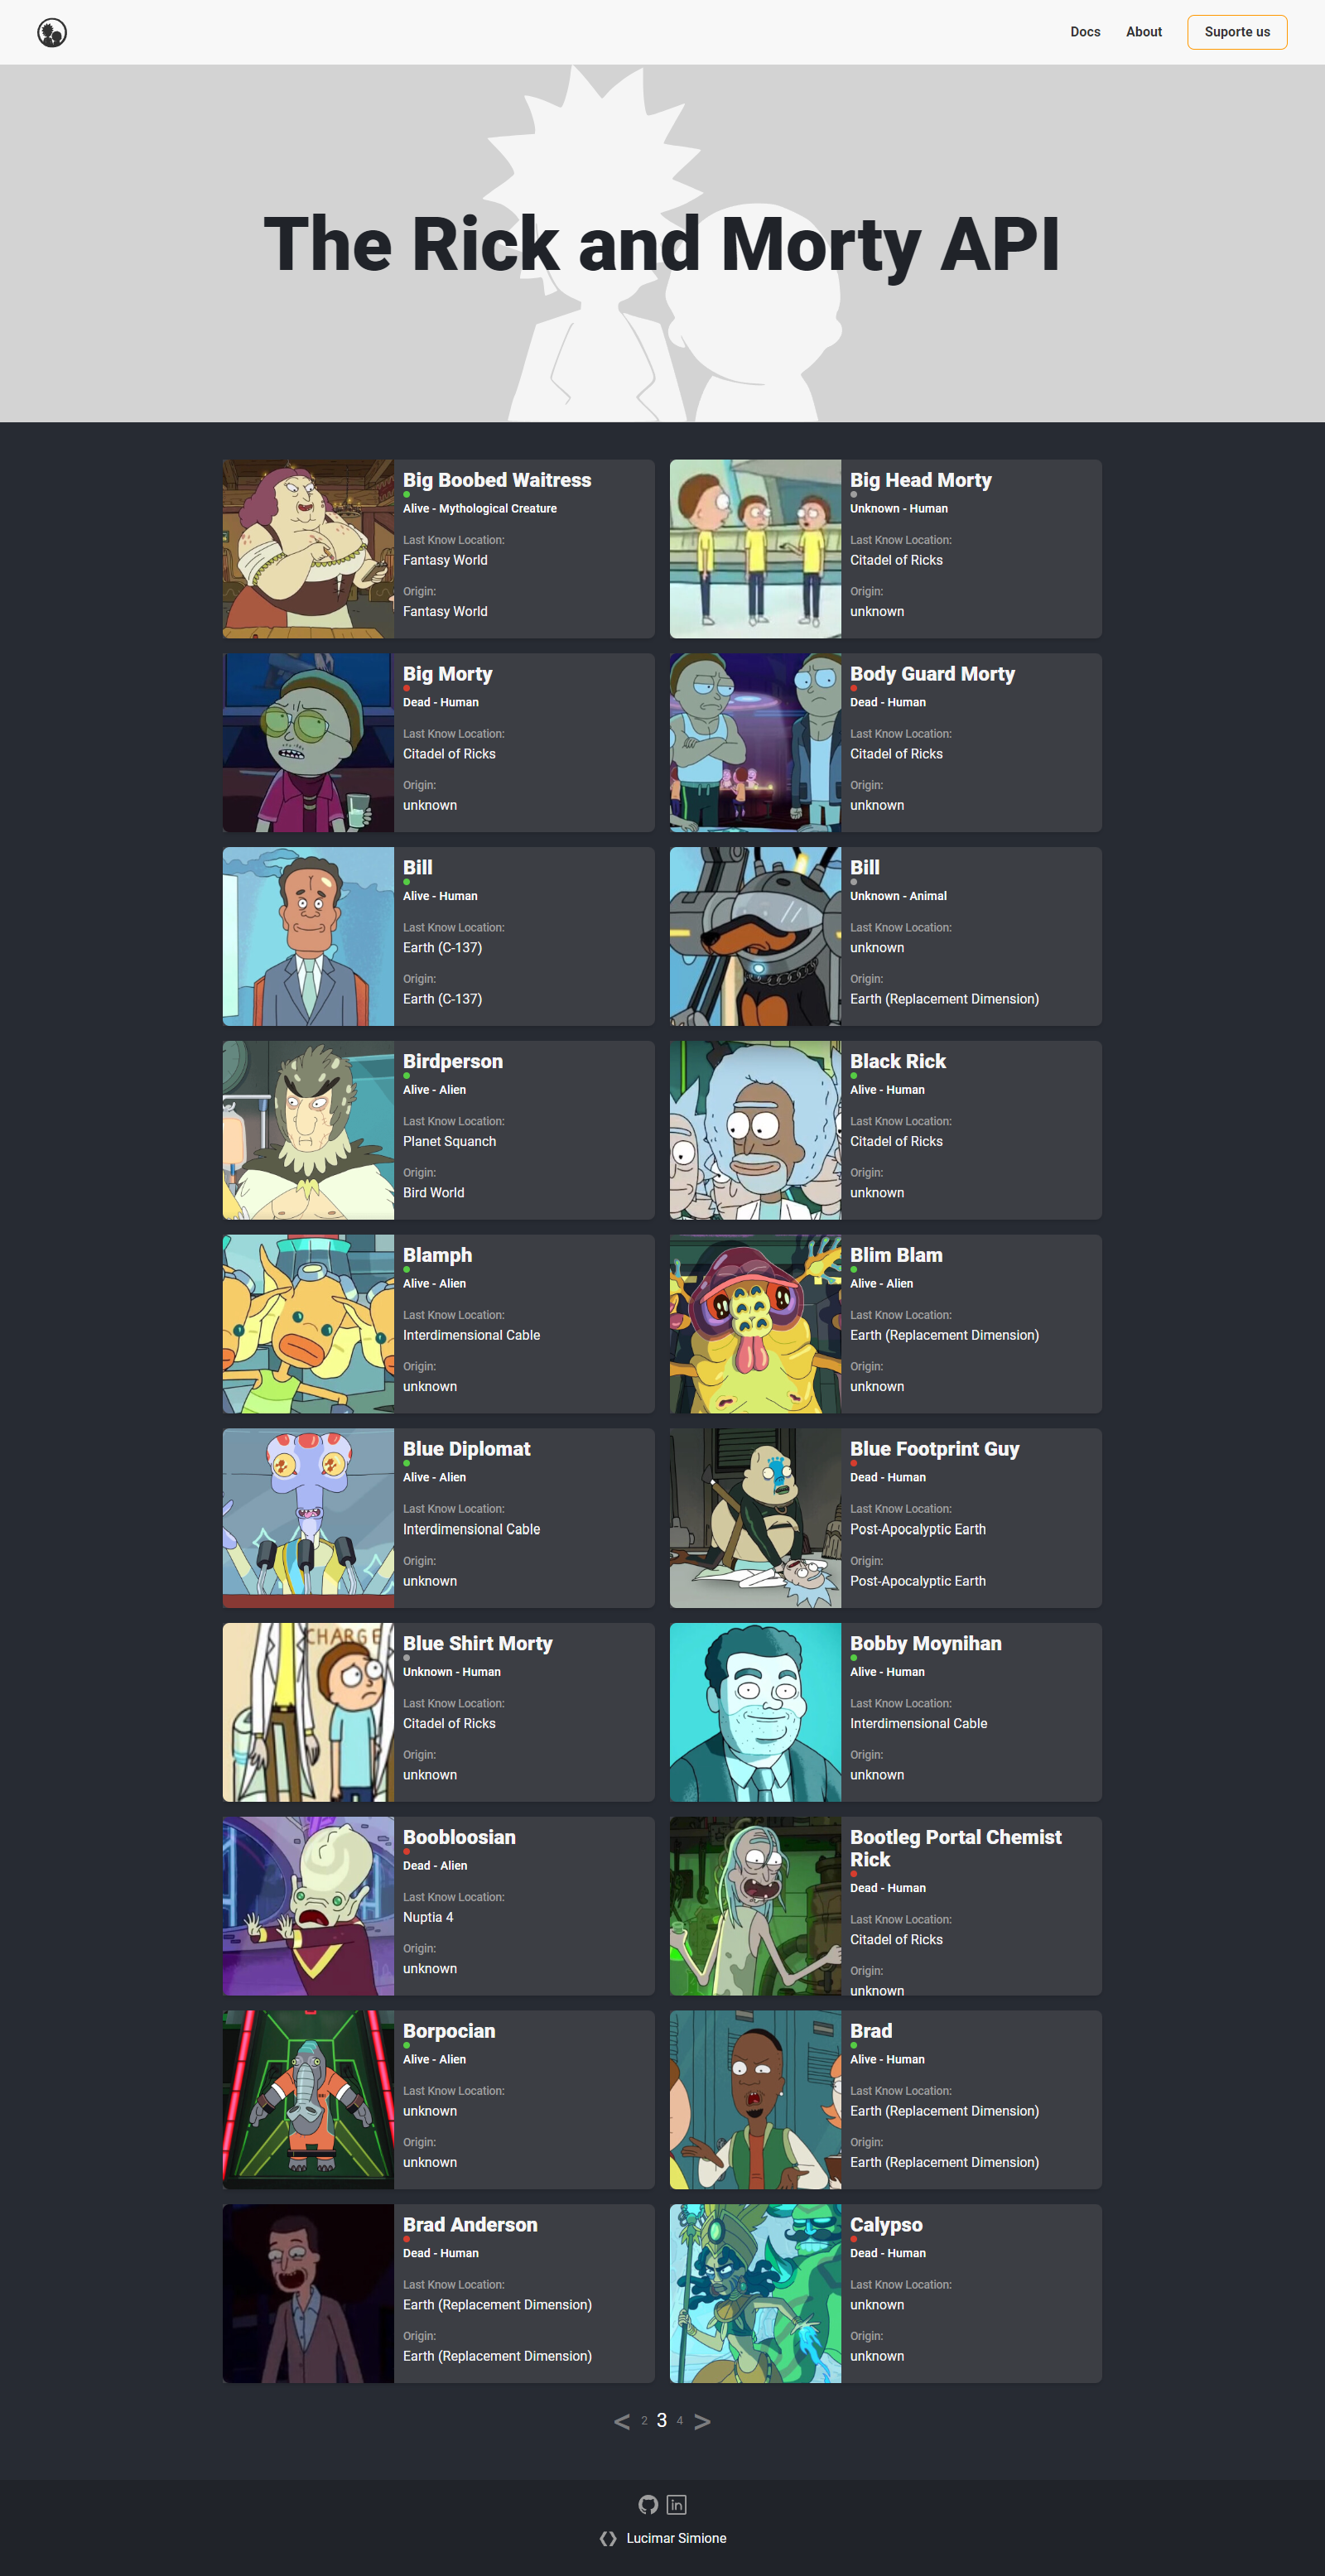 Docs
About
Suporte us
The Rick and Morty API
Big Boobed Waitress
Alive - Mythological Creature
Last Know Location:
Fantasy World
Origin:
Fantasy World
Big Head Morty
Unknown - Human
Last Know Location:
Citadel of Ricks
Origin:
unknown
Big Morty
Dead - Human
Last Know Location:
Citadel of Ricks
Origin:
unknown
Body Guard Morty
Dead - Human
Last Know Location:
Citadel of Ricks
Origin:
unknown
Bill
Alive - Human
Last Know Location:
Earth (C-137)
Origin:
Earth (C-137)
Bill
Unknown - Animal
Last Know Location:
unknown
Origin:
Earth (Replacement Dimension)
Birdperson
Alive - Alien
Last Know Location:
Planet Squanch
Origin:
Bird World
Black Rick
Alive - Human
Last Know Location:
Citadel of Ricks
Origin:
unknown
Blamph
Alive - Alien
Last Know Location:
Interdimensional Cable
Origin:
unknown
Blim Blam
Alive - Alien
Last Know Location:
Earth (Replacement Dimension)
Origin:
unknown
Blue Diplomat
Alive - Alien
Last Know Location:
Interdimensional Cable
Origin:
unknown
Blue Footprint Guy
Dead - Human
Last Know Location:
Post-Apocalyptic Earth
Origin:
Post-Apocalyptic Earth
CHARGE
Blue Shirt Morty
Unknown - Human
Last Know Location:
Citadel of Ricks
Origin:
unknown
Bobby Moynihan
Alive - Human
Last Know Location:
Interdimensional Cable
Origin:
unknown
Boobloosian
Dead - Alien
Last Know Location:
Nuptia 4
Origin:
unknown
Bootleg Portal Chemist
Rick
Dead - Human
Last Know Location:
Citadel of Ricks
Origin:
unknown
Borpocian
Alive - Alien
Last Know Location:
unknown
Origin:
unknown
Brad
Alive - Human
Last Know Location:
Earth (Replacement Dimension)
Origin:
Earth (Replacement Dimension)
Brad Anderson
Dead - Human
Last Know Location:
Earth (Replacement Dimension)
Origin:
Earth (Replacement Dimension)
Calypso
Dead - Human
Last Know Location:
unknown
Origin:
unknown
< 2 3 4 >
in
Lucimar Simione